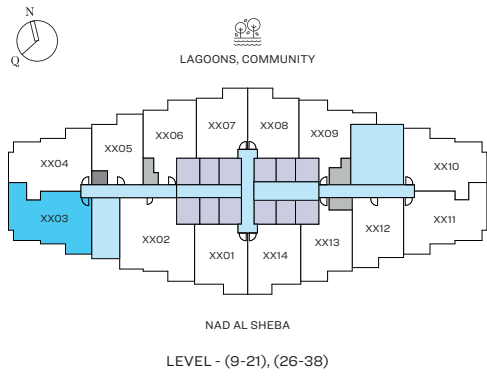 N
Q
LAGOONS, COMMUNITY
XX07 XX08
XX06 XX09
XX05
XX04 XX10
XX03 XX11
XX02 XX12
XX13
XX01 XX14
NAD AL SHEBA
LEVEL - (9-21), (26-38)